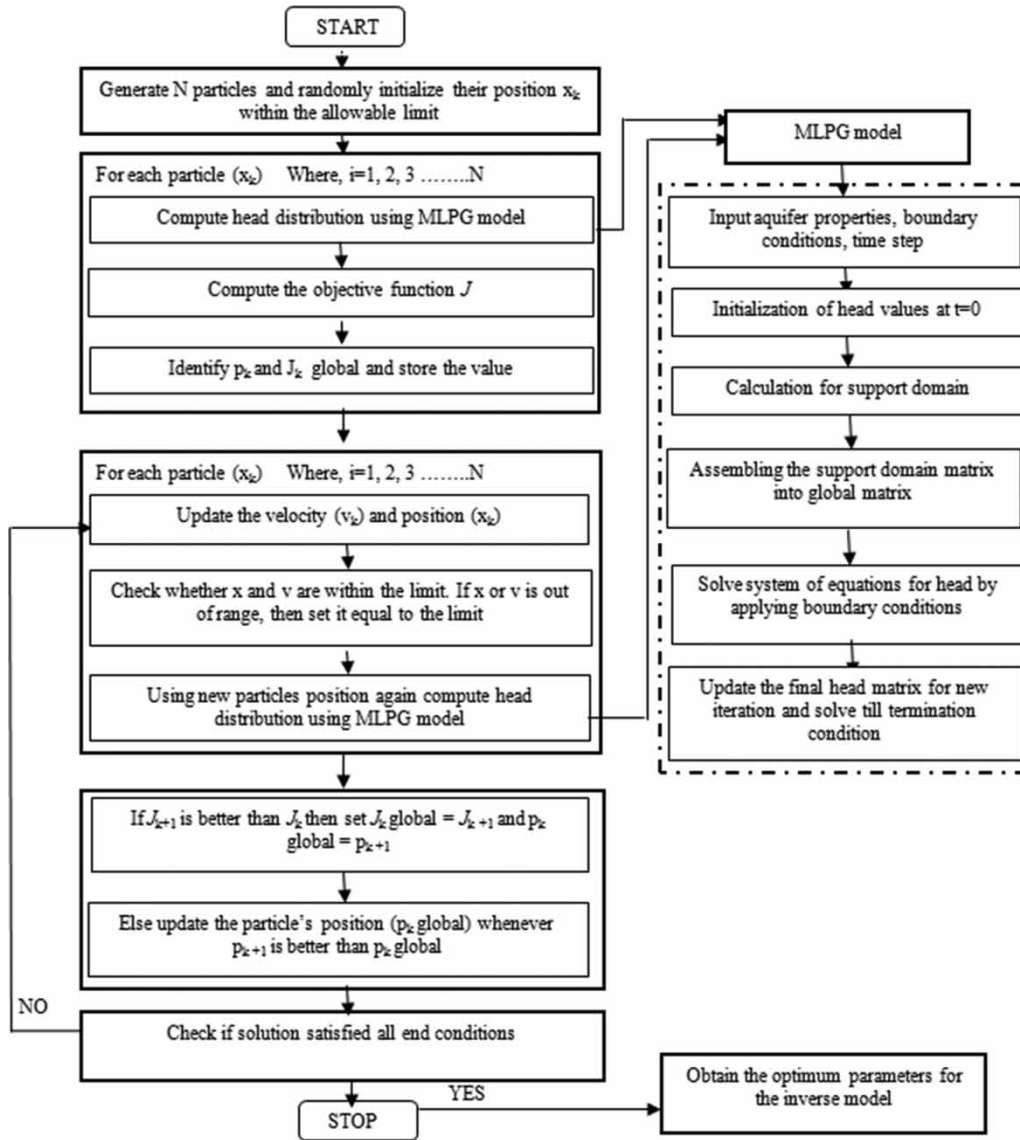 START
Generate N particles and randomly initialize their position xₖ
within the allowable limit
For each particle (xₖ) Where, i=1, 2, 3 ........N
Compute head distribution using MLPG model
Compute the objective function J
Identify pₖ and Jₖ global and store the value
For each particle (xₖ) Where, i=1, 2, 3 ........N
Update the velocity (vₖ) and position (xₖ)
Check whether x and v are within the limit. If x or v is out
of range, then set it equal to the limit
Using new particles position again compute head
distribution using MLPG model
If Jₖ₊₁ is better than Jₖ then set Jₖ global = Jₖ₊₁ and pₖ
global = pₖ₊₁
Else update the particle's position (pₖ global) whenever
pₖ₊₁ is better than pₖ global
NO
Check if solution satisfied all end conditions
YES
STOP
Obtain the optimum parameters for
the inverse model
MLPG model
Input aquifer properties, boundary
conditions, time step
Initialization of head values at t=0
Calculation for support domain
Assembling the support domain matrix
into global matrix
Solve system of equations for head by
applying boundary conditions
Update the final head matrix for new
iteration and solve till termination
condition